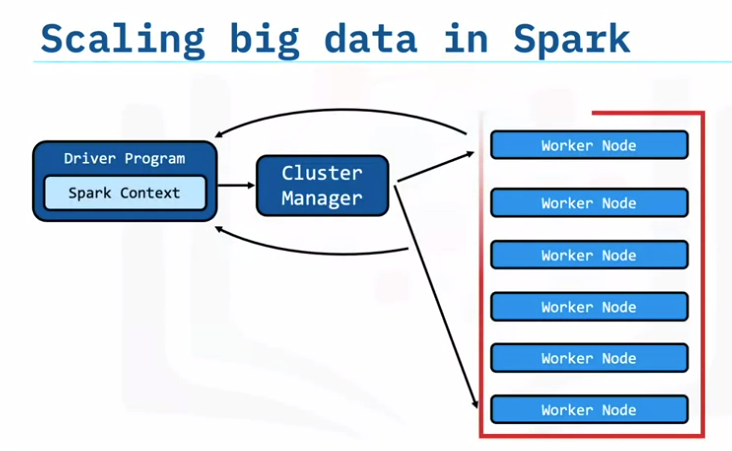 Scaling big data in Spark
Driver Program
Spark Context
Cluster
Manager
Worker Node
Worker Node
Worker Node
Worker Node
Worker Node
Worker Node